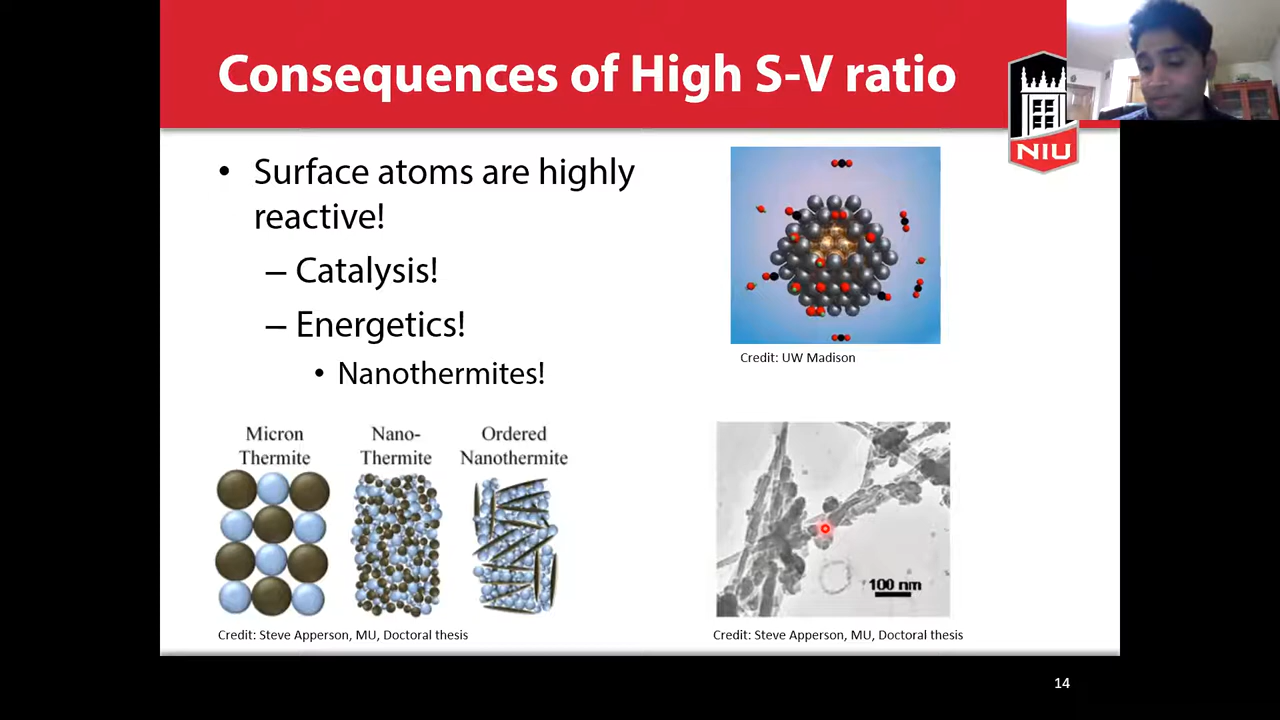 Consequences of High S-V ratio
NIU
• Surface atoms are highly
reactive!
– Catalysis!
– Energetics!
• Nanothermites!
Credit: UW Madison
Micron
Thermite
Nano-
Thermite
Ordered
Nanothermite
100 nm
Credit: Steve Apperson, MU, Doctoral thesis
Credit: Steve Apperson, MU, Doctoral thesis
14